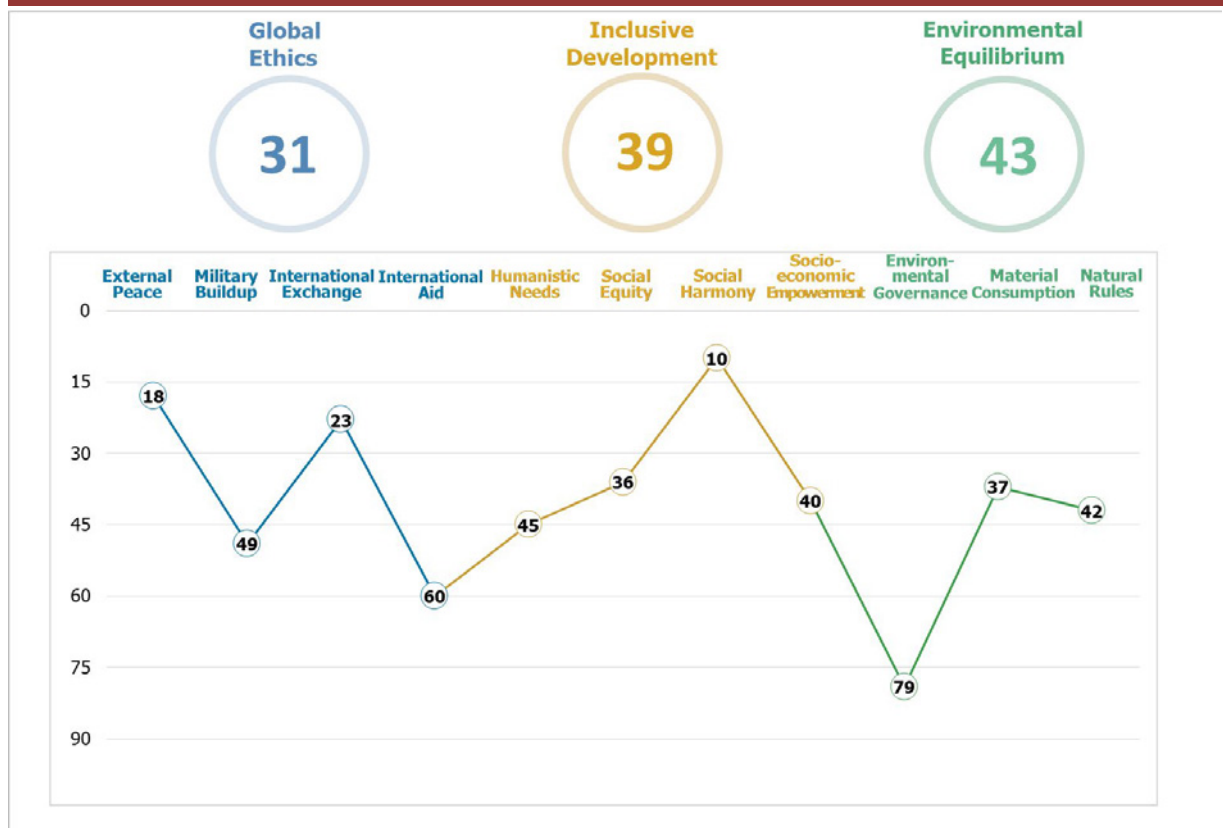 Global
Ethics
31
Inclusive
Development
39
Environmental
Equilibrium
43
External
Peace
Military
Buildup
International
Exchange
International
Aid
Humanistic
Needs
Social
Equity
Social
Harmony
Socio-
economic
Empowerment
Environ-
mental
Governance
Material
Consumption
Natural
Rules
0
15
30
45
60
75
90
18
49
23
60
45
36
10
40
79
37
42